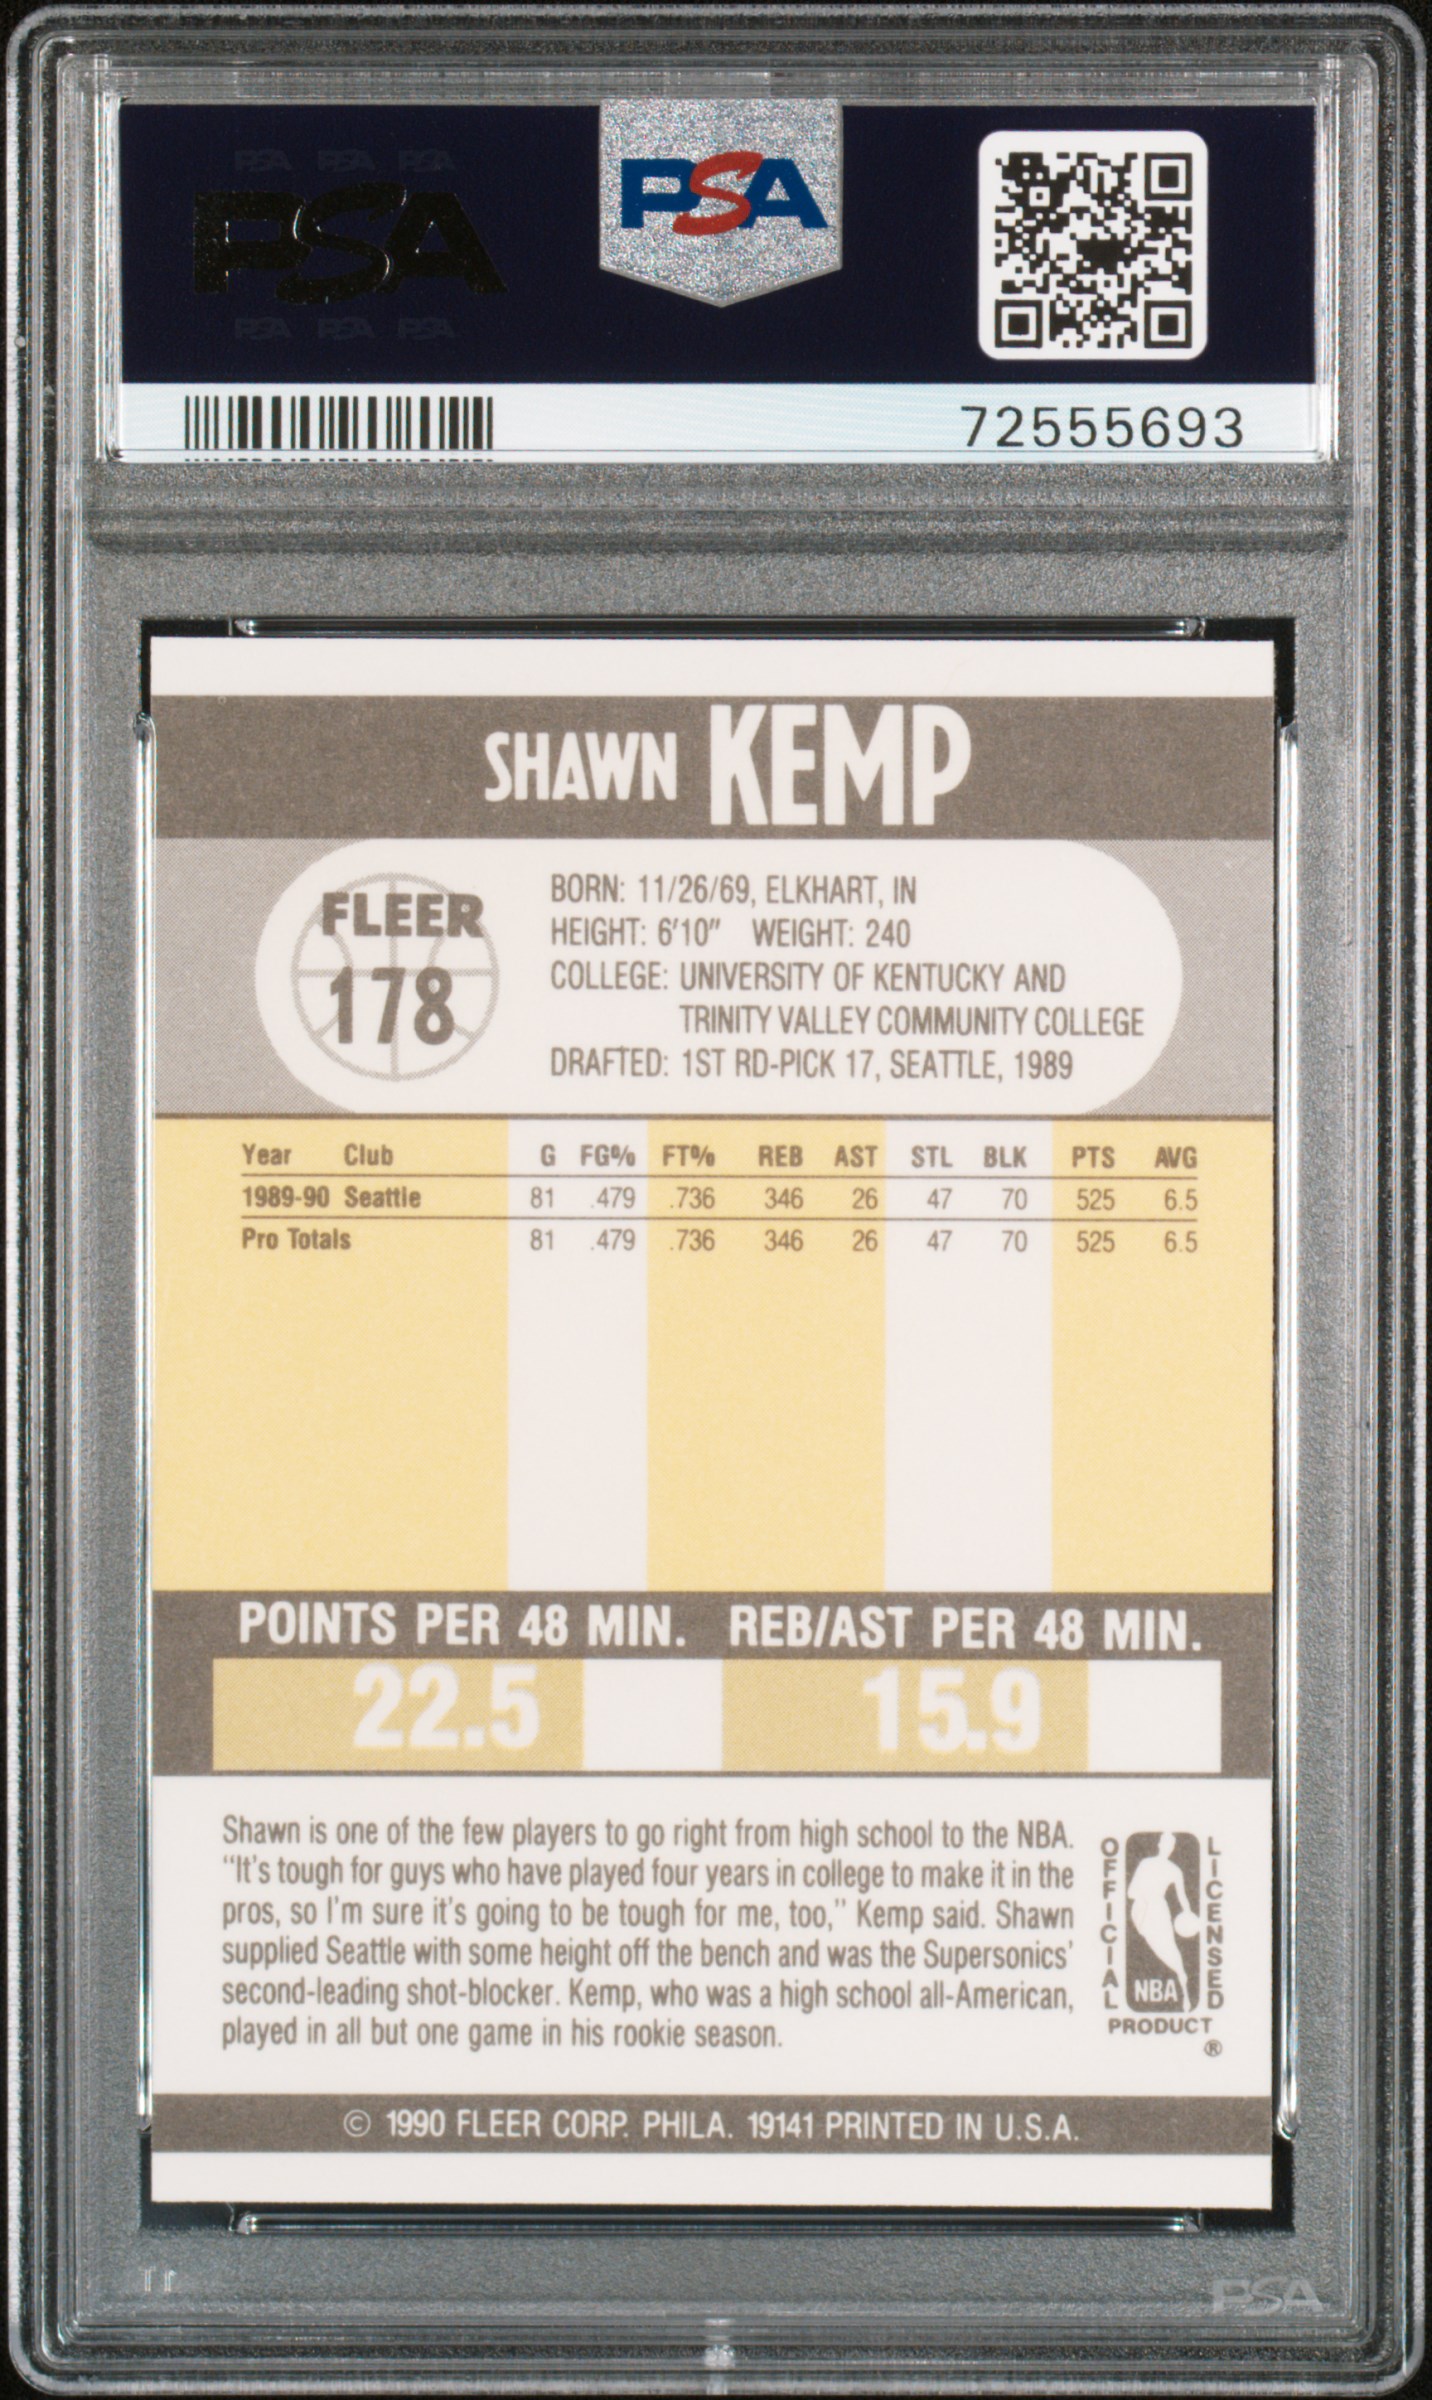 PSA PSA PSA
PSA
PSA PSA PSA
PSA
72555693
SHAWN KEMP
FLEER
178
BORN: 11/26/69, ELKHART, IN
HEIGHT: 6'10" WEIGHT: 240
COLLEGE: UNIVERSITY OF KENTUCKY AND
TRINITY VALLEY COMMUNITY COLLEGE
DRAFTED: 1ST RD-PICK 17, SEATTLE, 1989
Year Club G FG% FT% REB AST STL BLK PTS AVG
1989-90 Seattle 81 .479 .736 346 26 47 70 525 6.5
Pro Totals 81 .479 .736 346 26 47 70 525 6.5
POINTS PER 48 MIN. REB/AST PER 48 MIN.
22.5 15.9
Shawn is one of the few players to go right from high school to the NBA.
“It's tough for guys who have played four years in college to make it in the
pros, so I'm sure it's going to be tough for me, too,” Kemp said. Shawn
supplied Seattle with some height off the bench and was the Supersonics'
second-leading shot-blocker. Kemp, who was a high school all-American,
played in all but one game in his rookie season.
OFFICIAL
NBA
LICENSED
PRODUCT
®
© 1990 FLEER CORP. PHILA. 19141 PRINTED IN U.S.A.
PSA